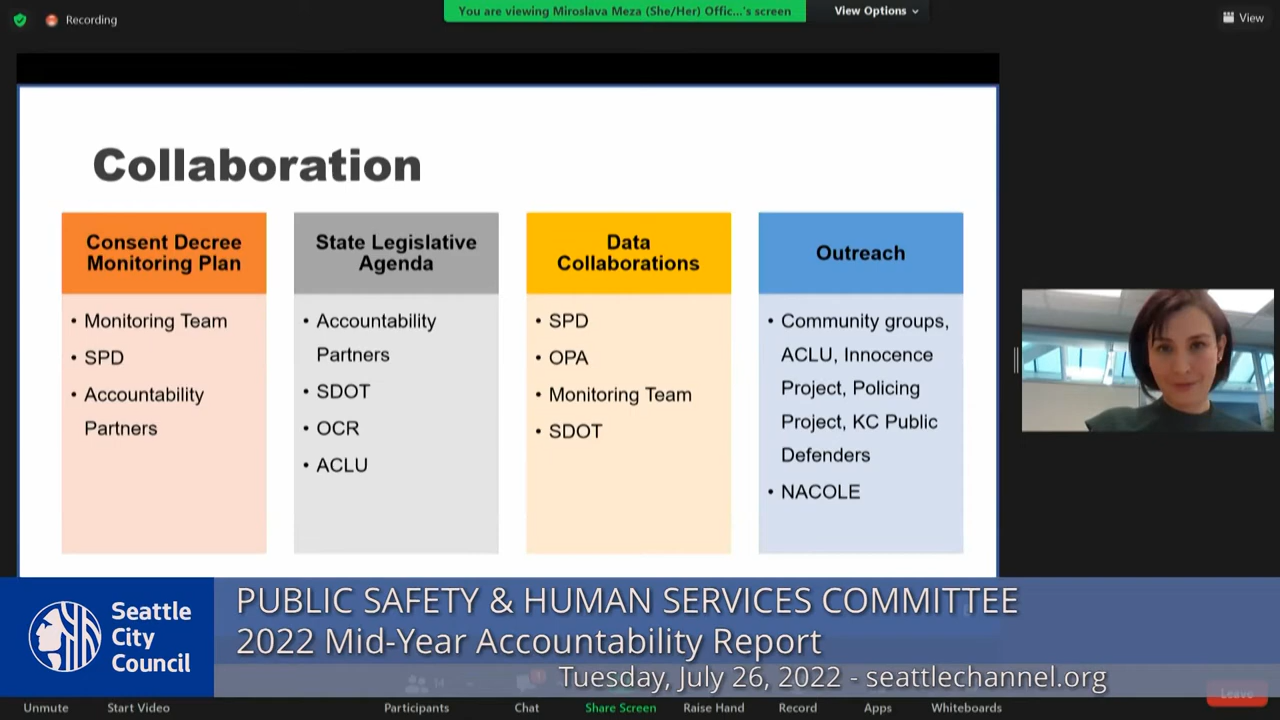 Recording
You are viewing Miroslava Meza (She/Her) Offic...'s screen
View Options
View
Collaboration
Consent Decree
Monitoring Plan
• Monitoring Team
• SPD
• Accountability
Partners
State Legislative
Agenda
• Accountability
Partners
• SDOT
• OCR
• ACLU
Data
Collaborations
• SPD
• OPA
• Monitoring Team
• SDOT
Outreach
• Community groups,
ACLU, Innocence
Project, Policing
Project, KC Public
Defenders
• NACOLE
Seattle
City
Council
PUBLIC SAFETY & HUMAN SERVICES COMMITTEE
2022 Mid-Year Accountability Report
Tuesday, July 26, 2022 - seattlechannel.org
Unmute
Start Video
14
Participants
Chat
Share Screen
Raise Hand
Record
Apps
Whiteboards
Leave